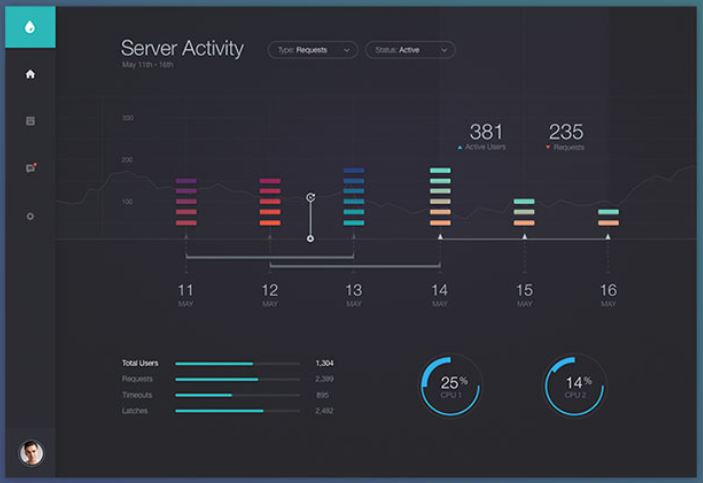 Server Activity
Type: Requests
Status: Active
May 11th - 16th
300
200
100
381
Active Users
235
Requests
11
MAY
12
MAY
13
MAY
14
MAY
15
MAY
16
MAY
Total Users 1,304
Requests 2,399
Timeouts 895
Latches 2,492
25%
CPU 1
14%
CPU 2